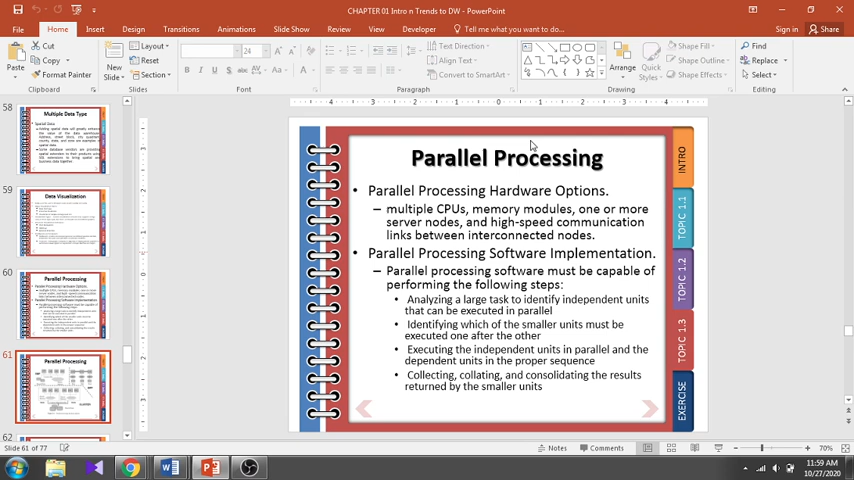 CHAPTER 01 Intro n Trends to DW - PowerPoint
File Home Insert Design Transitions Animations Slide Show Review View Developer Tell me what you want to do... Sign in Share
Cut
Copy
Format Painter
Paste
Clipboard
New Slide
Layout
Reset
Section
Slides
24
Font
Paragraph
Text Direction
Align Text
Convert to SmartArt
Arrange
Quick Styles
Shape Fill
Shape Outline
Shape Effects
Drawing
Find
Replace
Select
Editing
58
Multiple Data Type
59
Data Visualization
60
Parallel Processing
61
Parallel Processing
62
Parallel Processing
• Parallel Processing Hardware Options.
– multiple CPUs, memory modules, one or more
server nodes, and high-speed communication
links between interconnected nodes.
• Parallel Processing Software Implementation.
– Parallel processing software must be capable of
performing the following steps:
• Analyzing a large task to identify independent units
that can be executed in parallel
• Identifying which of the smaller units must be
executed one after the other
• Executing the independent units in parallel and the
dependent units in the proper sequence
• Collecting, collating, and consolidating the results
returned by the smaller units
INTRO
TOPIC 1.1
TOPIC 1.2
TOPIC 1.3
EXERCISE
Slide 61 of 77
Notes
Comments
70%
11:59 AM
10/27/2020